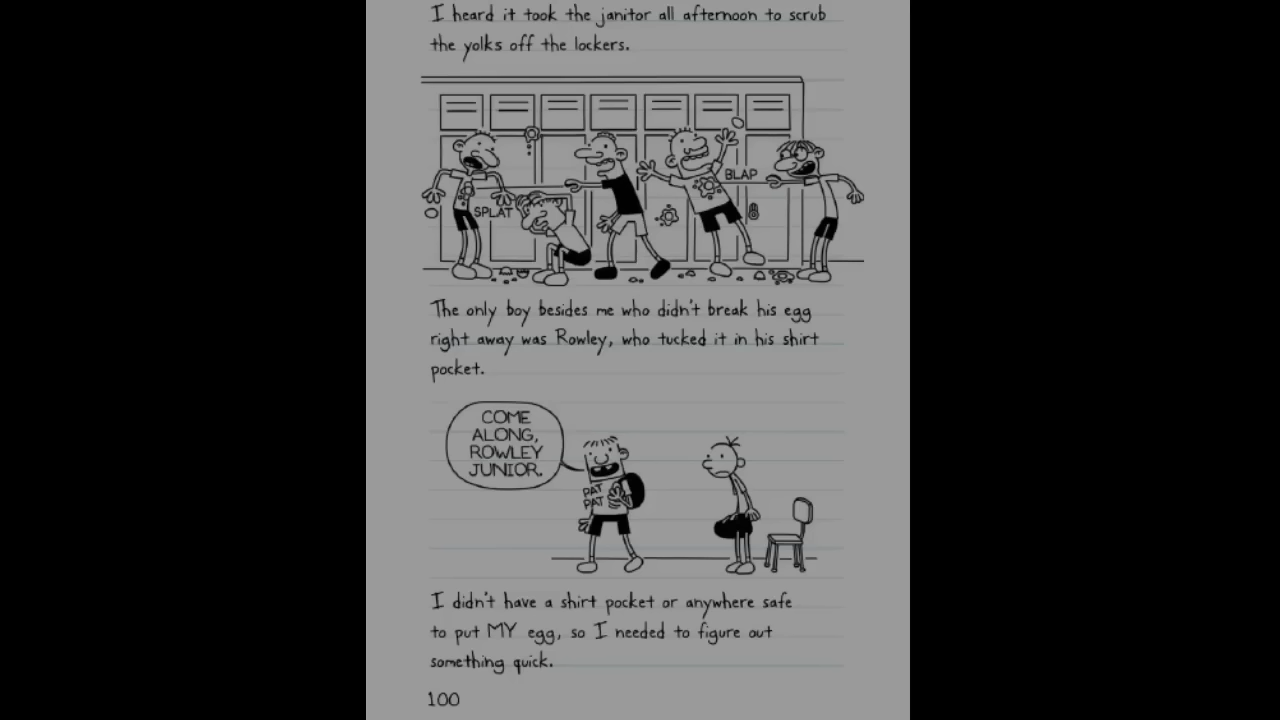 I heard it took the janitor all afternoon to scrub
the yolks off the lockers.
SPLAT
BLAP
The only boy besides me who didn't break his egg
right away was Rowley, who tucked it in his shirt
pocket.
COME
ALONG,
ROWLEY
JUNIOR.
PAT
PAT
I didn't have a shirt pocket or anywhere safe
to put MY egg, so I needed to figure out
something quick.
100